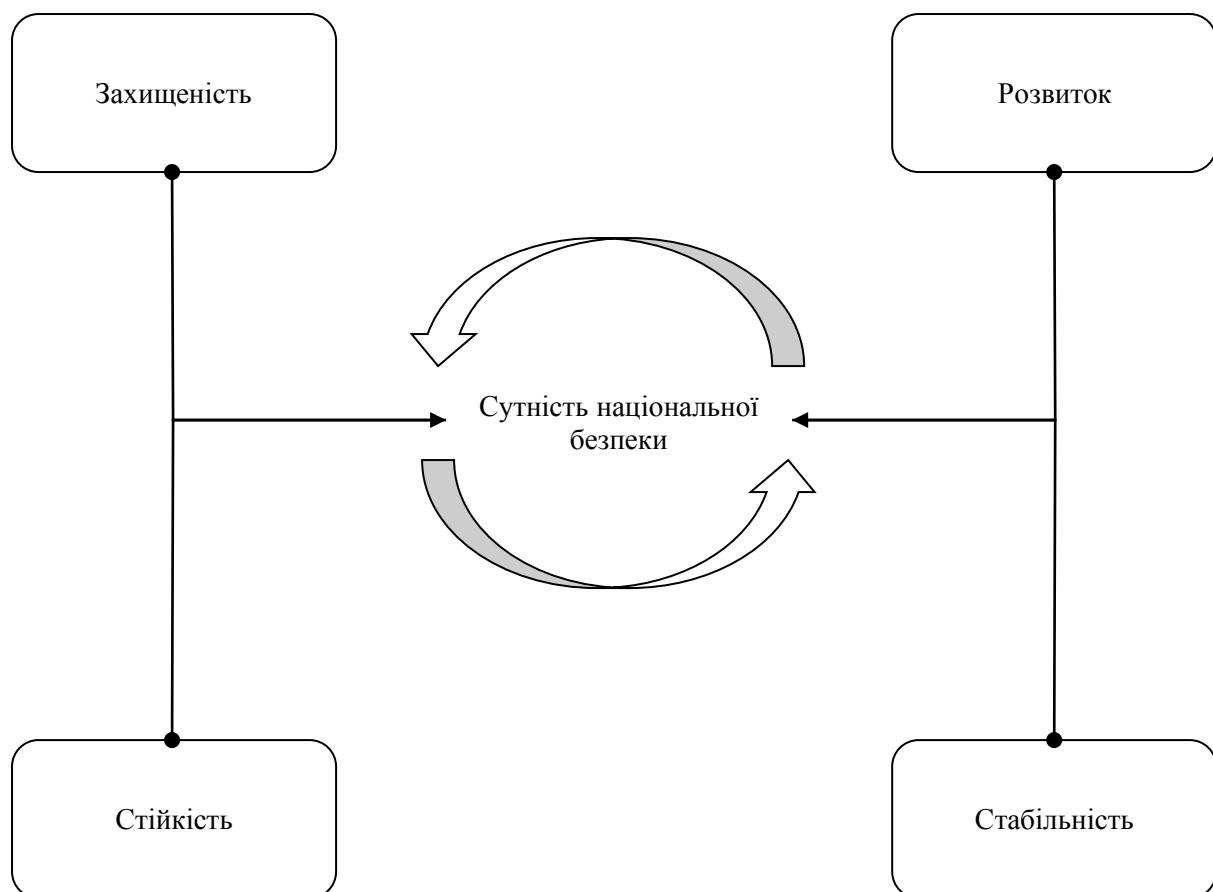 Захищеність
Розвиток
Сутність національної
безпеки
Стійкість
Стабільність